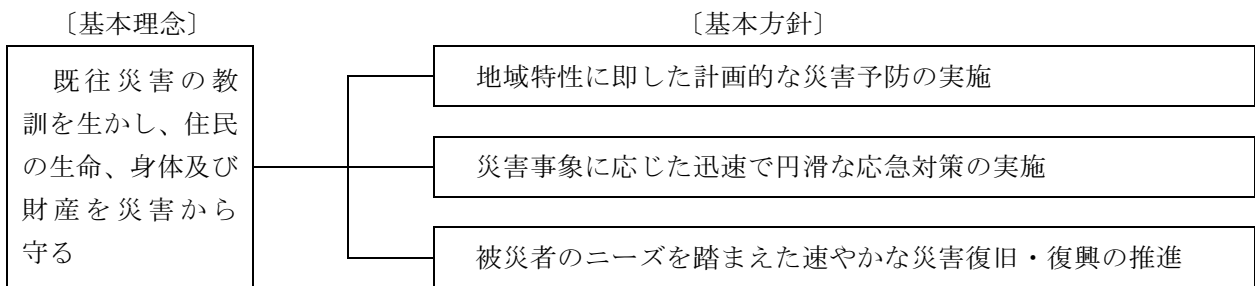 〔基本理念〕
〔基本方針〕
既往災害の教
訓を生かし、住民
の生命、身体及び
財産を災害から
守る
地域特性に即した計画的な災害予防の実施
災害事象に応じた迅速で円滑な応急対策の実施
被災者のニーズを踏まえた速やかな災害復旧・復興の推進